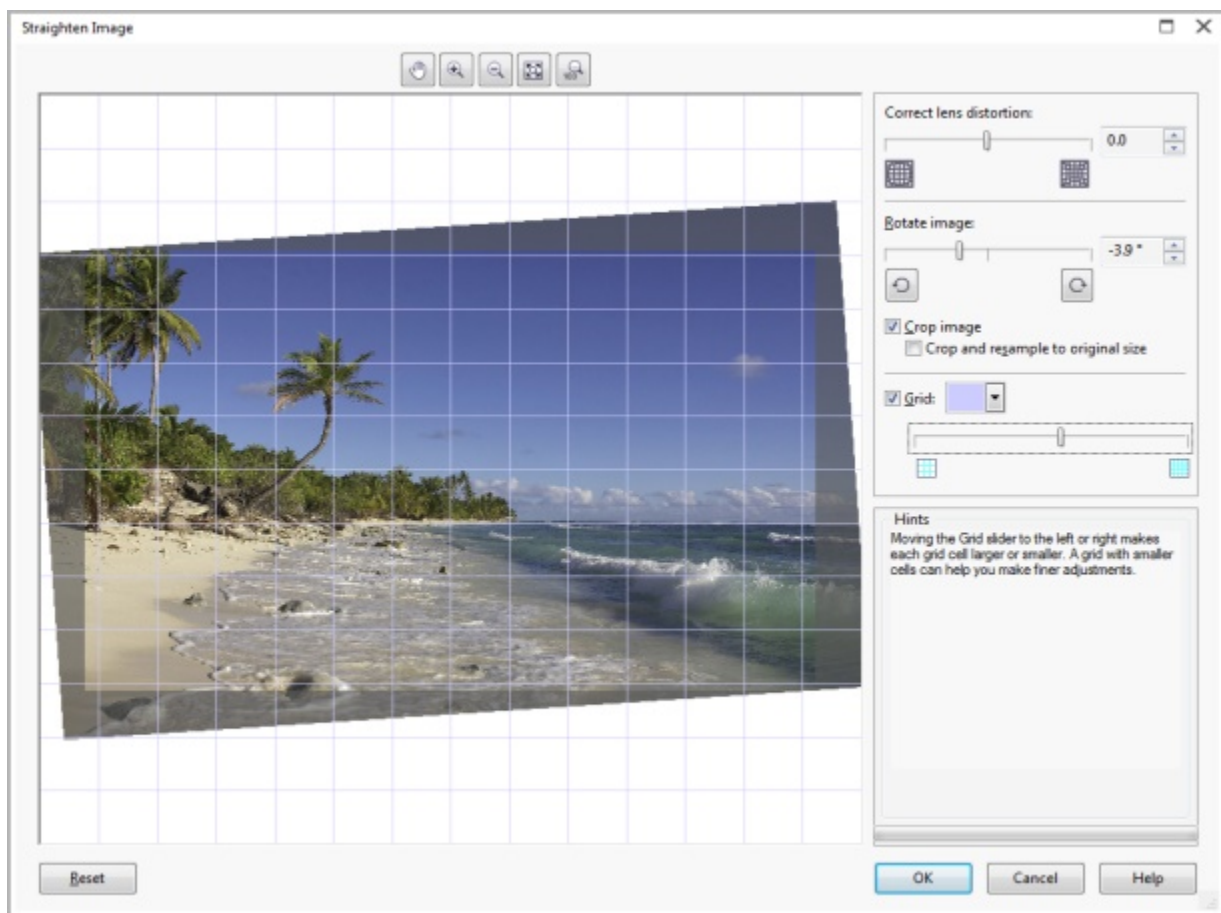 Straighten Image
Correct lens distortion:
0.0
Rotate image:
-3.9 °
Crop image
Crop and resample to original size
Grid:
Hints
Moving the Grid slider to the left or right makes
each grid cell larger or smaller. A grid with smaller
cells can help you make finer adjustments.
Reset
OK
Cancel
Help